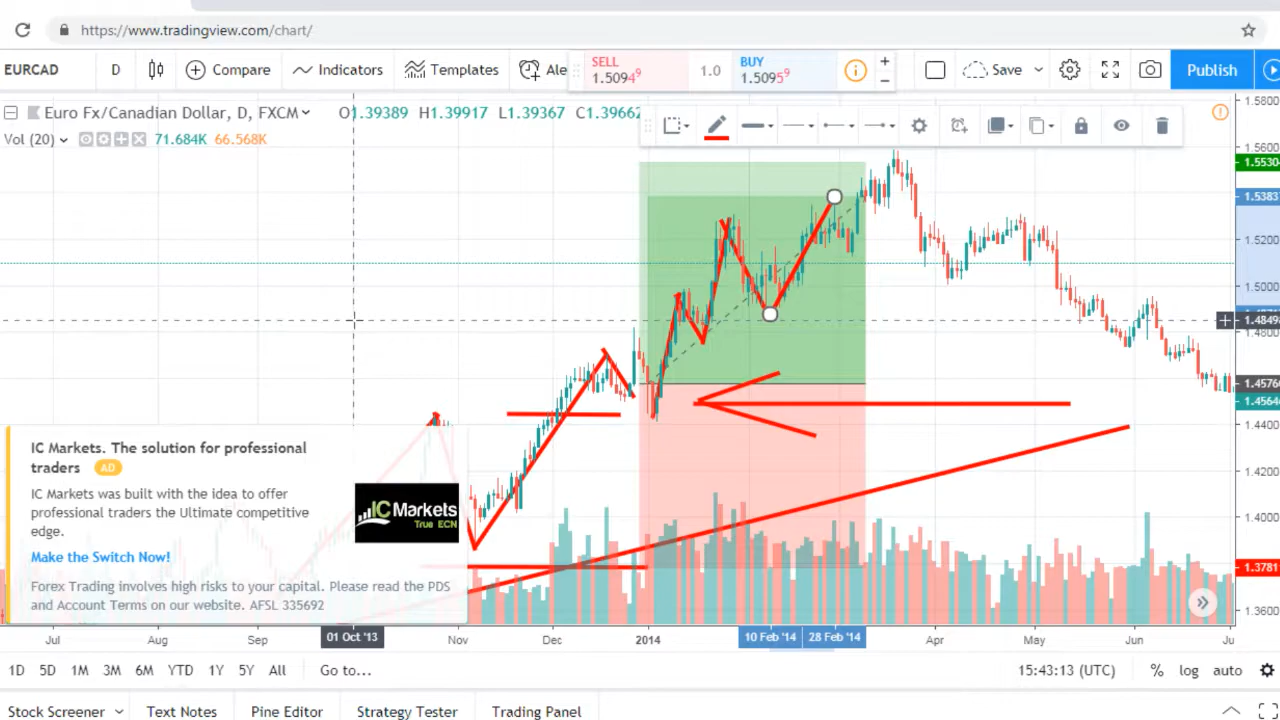 https://www.tradingview.com/chart/
EURCAD D Compare Indicators Templates Ale SELL 1.50949 1.0 BUY 1.50959 + − Save Publish
Euro Fx/Canadian Dollar, D, FXCM O1.39389 H1.39917 L1.39367 C1.39662
Vol (20) 71.684K 66.568K
1.5800
1.5600
1.5530
1.5383
1.5200
1.5000
1.4849
1.4800
1.4576
1.4564
1.4400
1.4200
1.4000
1.3781
1.3600
IC Markets. The solution for professional
traders AD
IC Markets was built with the idea to offer
professional traders the Ultimate competitive
edge.
Make the Switch Now!
Forex Trading involves high risks to your capital. Please read the PDS
and Account Terms on our website. AFSL 335692
IC Markets
True ECN
Jul Aug Sep 01 Oct '13 Nov Dec 2014 10 Feb '14 28 Feb '14 Apr May Jun Ju
1D 5D 1M 3M 6M YTD 1Y 5Y All Go to... 15:43:13 (UTC) % log auto
Stock Screener Text Notes Pine Editor Strategy Tester Trading Panel